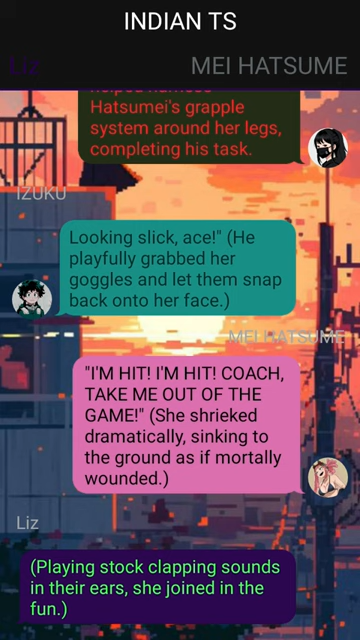 INDIAN TS
Liz
MEI HATSUME
helped harness
Hatsumei's grapple
system around her legs,
completing his task.
IZUKU
Looking slick, ace!" (He
playfully grabbed her
goggles and let them snap
back onto her face.)
MEI HATSUME
"I'M HIT! I'M HIT! COACH,
TAKE ME OUT OF THE
GAME!" (She shrieked
dramatically, sinking to
the ground as if mortally
wounded.)
Liz
(Playing stock clapping sounds
in their ears, she joined in the
fun.)